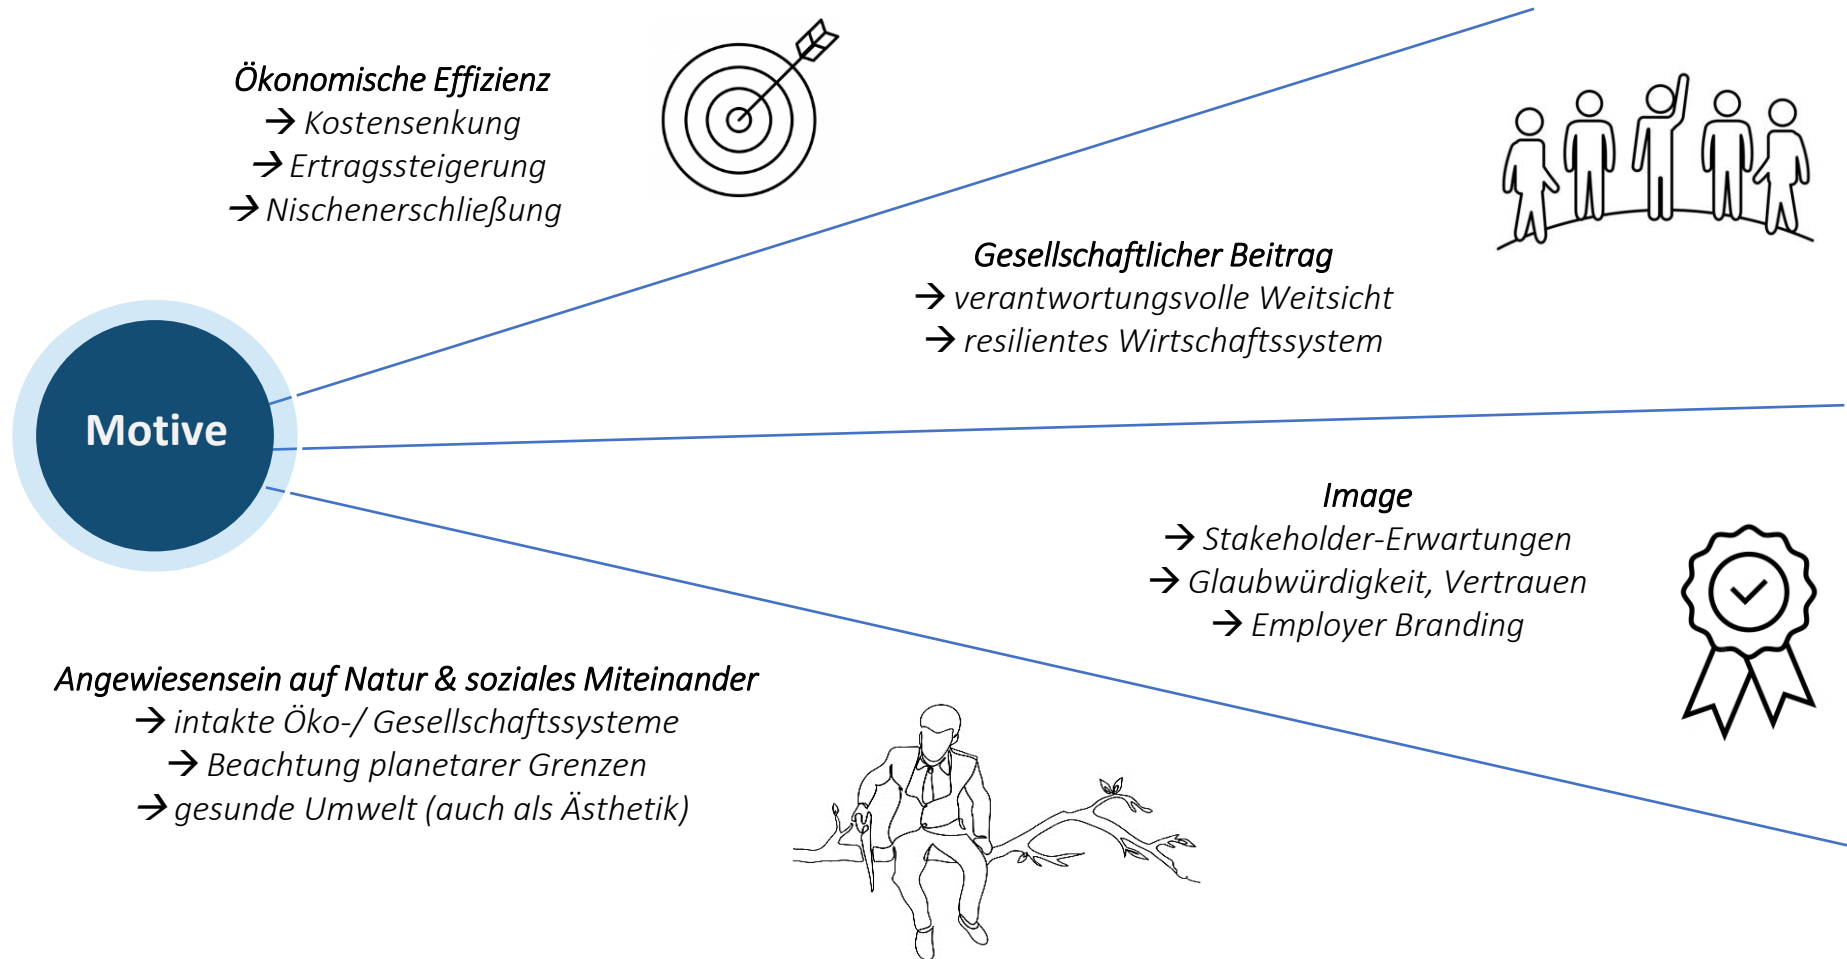 Ökonomische Effizienz
→ Kostensenkung
→ Ertragssteigerung
→ Nischenerschließung
Gesellschaftlicher Beitrag
→ verantwortungsvolle Weitsicht
→ resilientes Wirtschaftssystem
Motive
Image
→ Stakeholder-Erwartungen
→ Glaubwürdigkeit, Vertrauen
→ Employer Branding
Angewiesensein auf Natur & soziales Miteinander
→ intakte Öko-/ Gesellschaftssysteme
→ Beachtung planetarer Grenzen
→ gesunde Umwelt (auch als Ästhetik)